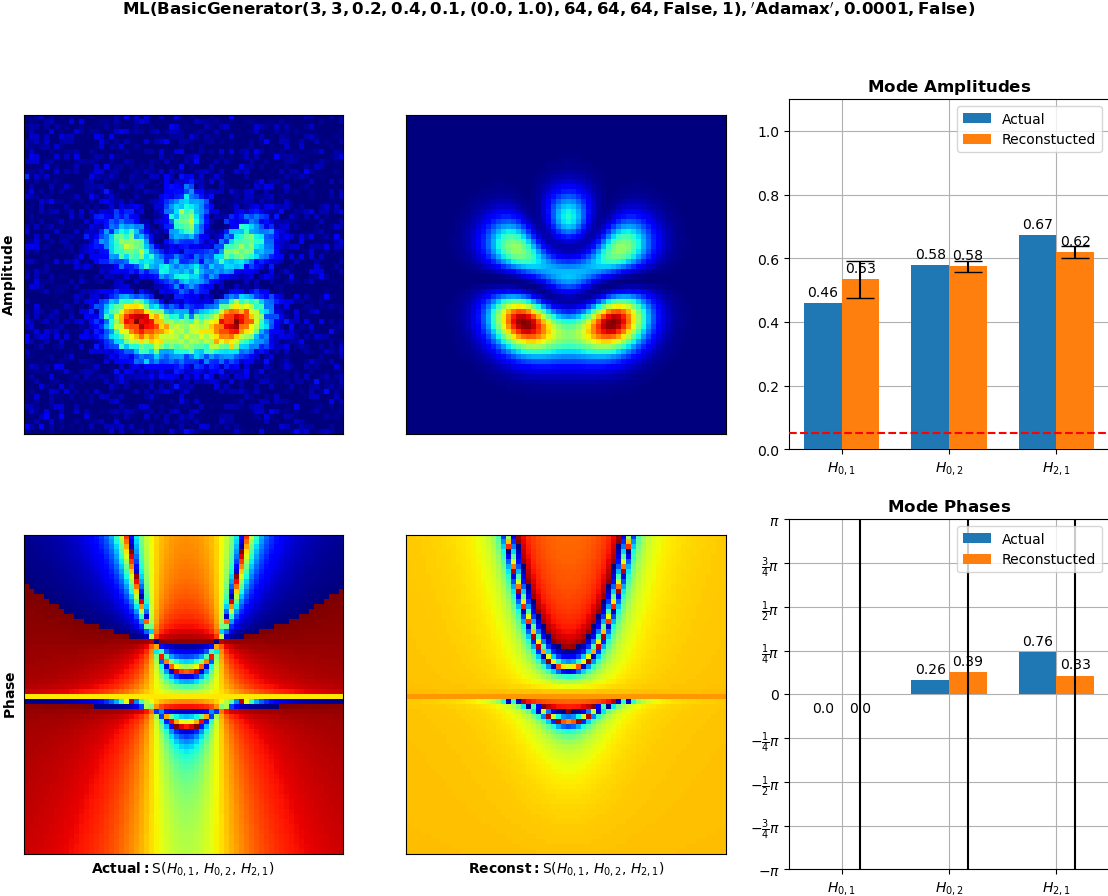 ML(BasicGenerator(3, 3, 0.2, 0.4, 0.1, (0.0, 1.0), 64, 64, 64, False, 1), ′Adamax′, 0.0001, False)
Amplitude
Mode Amplitudes
Actual
Reconstucted
1.0
0.8
0.6
0.4
0.2
0.0
0.46
0.53
0.58
0.58
0.67
0.62
H0,1
H0,2
H2,1
Phase
Actual: S(H0,1, H0,2, H2,1)
Reconst: S(H0,1, H0,2, H2,1)
Mode Phases
Actual
Reconstucted
π
3/4π
1/2π
1/4π
0
−1/4π
−1/2π
−3/4π
−π
0.0
0.0
0.26
0.39
0.76
0.33
H0,1
H0,2
H2,1